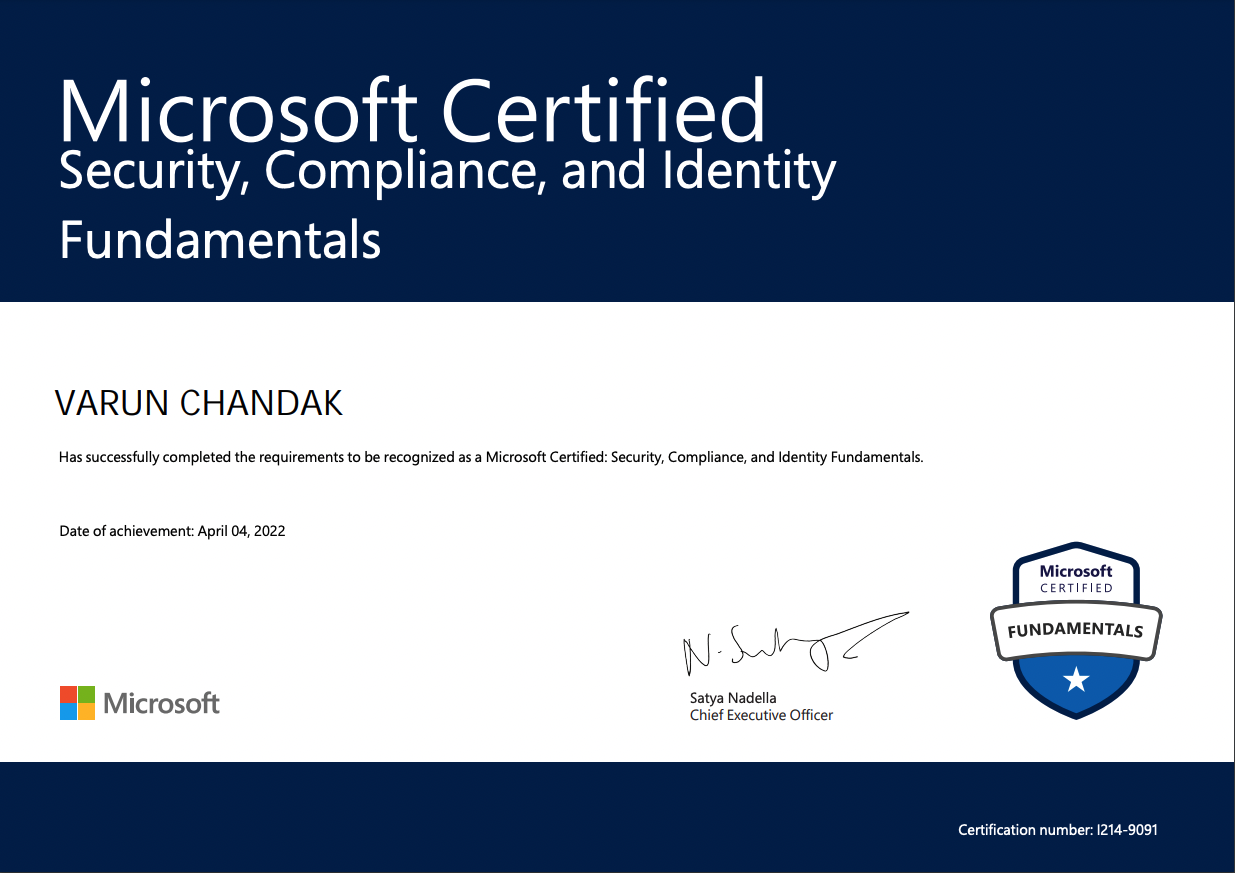 Microsoft Certified
Security, Compliance, and Identity
Fundamentals
VARUN CHANDAK
Has successfully completed the requirements to be recognized as a Microsoft Certified: Security, Compliance, and Identity Fundamentals.
Date of achievement: April 04, 2022
Microsoft
CERTIFIED
FUNDAMENTALS
Satya Nadella
Chief Executive Officer
Microsoft
Certification number: I214-9091